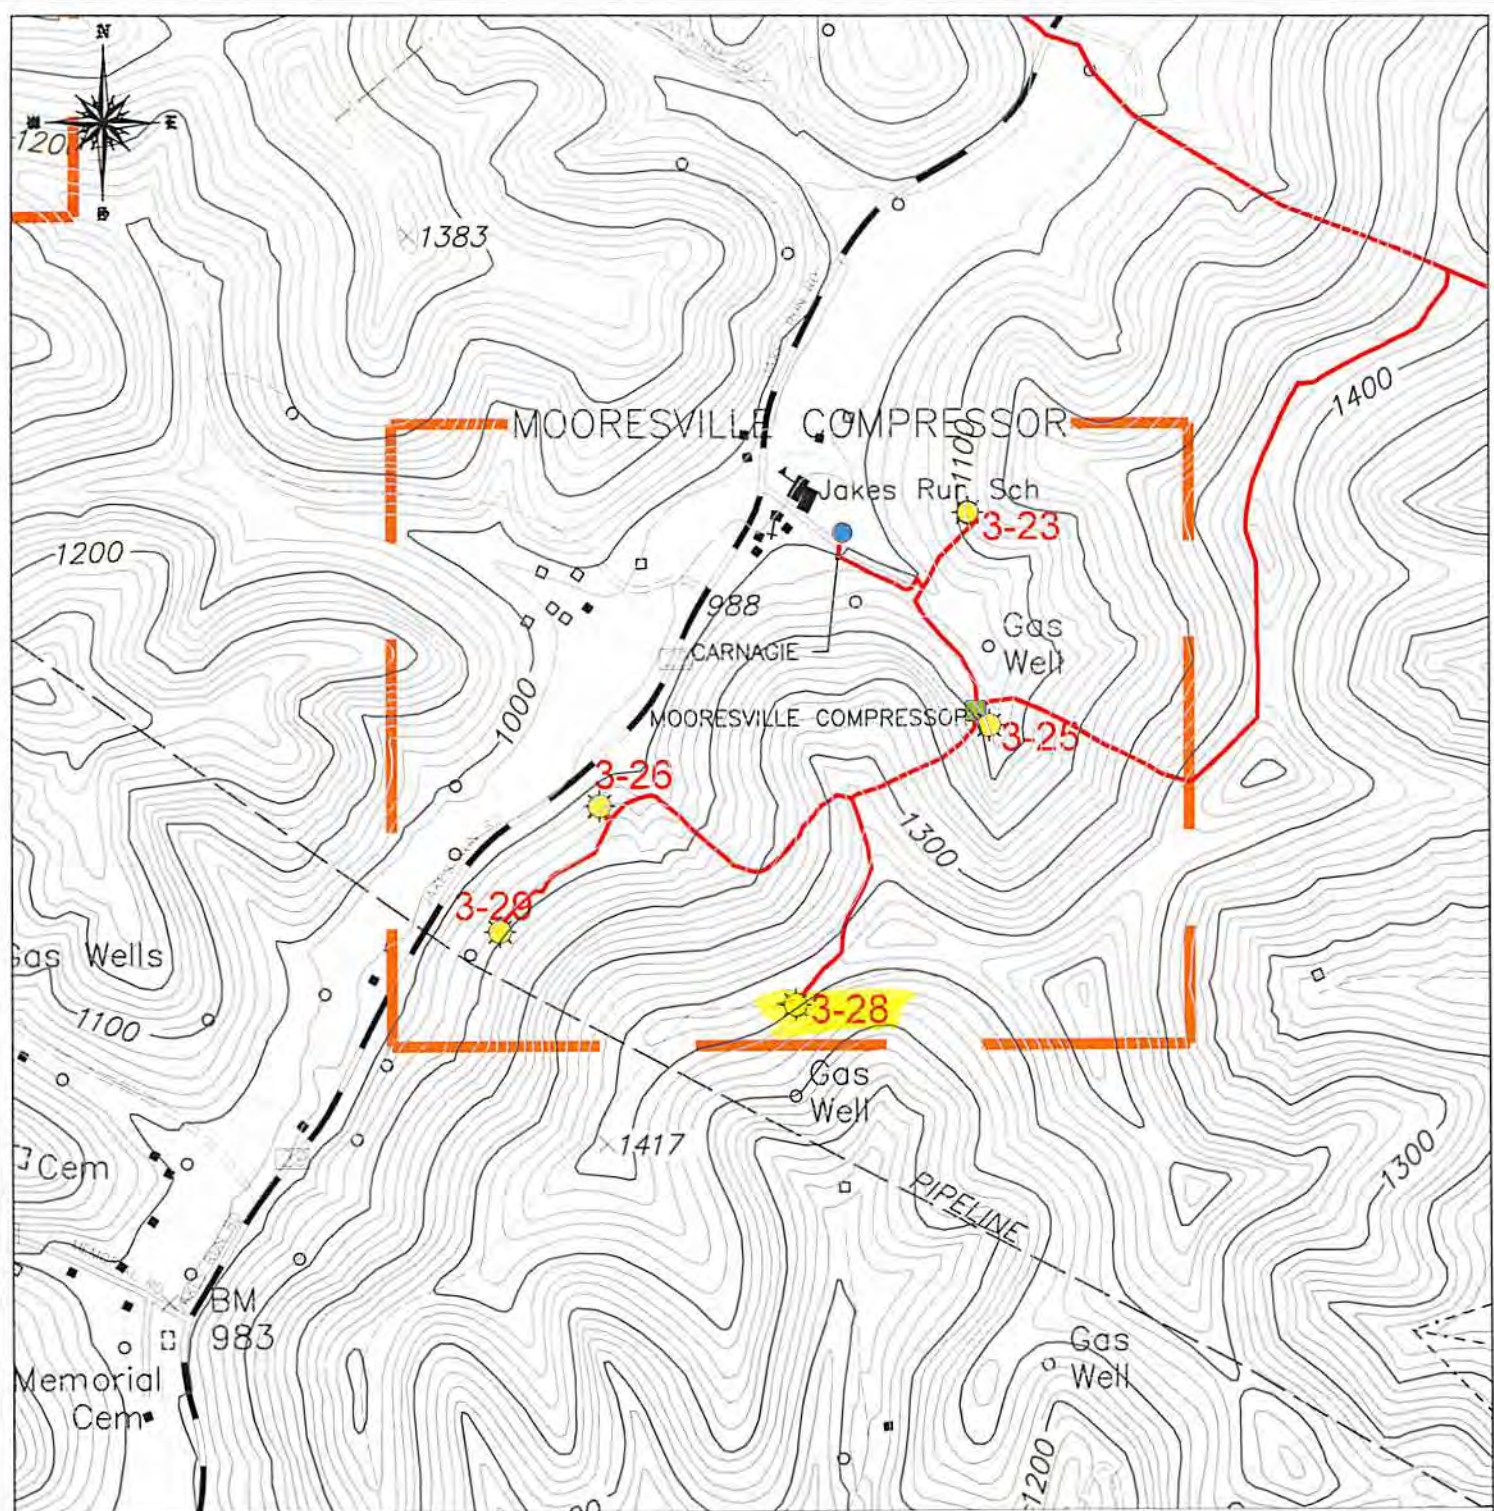 N
1200
S
1383
1400
MOORESVILLE COMPRESSOR
1100
Jakes Run Sch
3-23
1200
988
Gas
Well
CARNAGIE
1000
MOORESVILLE COMPRESSOR
3-25
3-26
1300
3-29
Gas Wells
3-28
1100
Gas
Well
1417
Cem
1300
PIPELINE
BM
983
Gas
Well
Memorial
Cem
1200